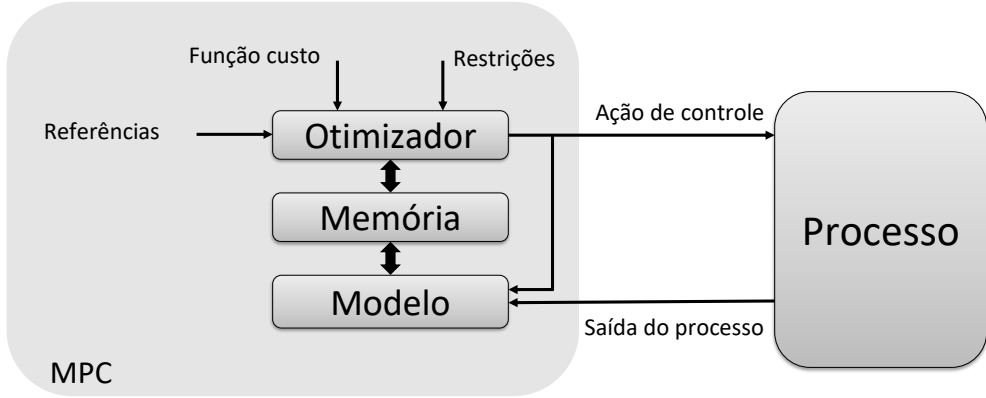 Função custo
Restrições
Referências
Otimizador
Ação de controle
Memória
Processo
Modelo
Saída do processo
MPC